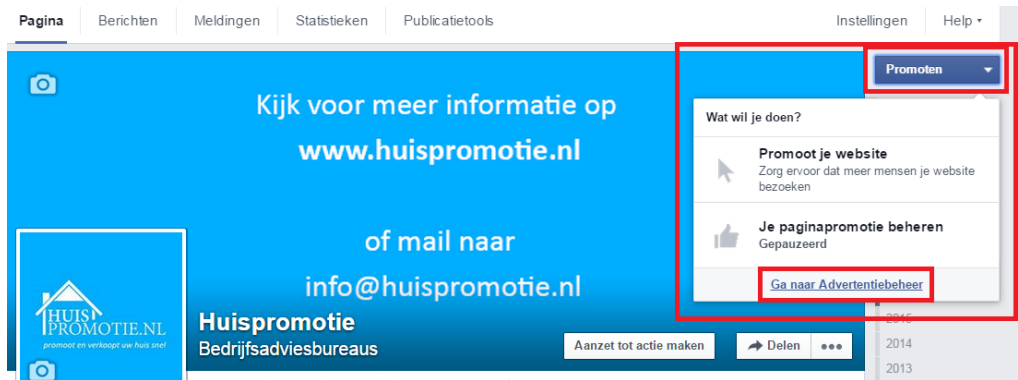 Pagina
Berichten
Meldingen
Statistieken
Publicatietools
Instellingen
Help
Promoten
Kijk voor meer informatie op
www.huispromotie.nl
of mail naar
info@huispromotie.nl
Wat wil je doen?
Promoot je website
Zorg ervoor dat meer mensen je website
bezoeken
Je paginapromotie beheren
Gepauzeerd
Ga naar Advertentiebeheer
HUIS
PROMOTIE.NL
promoot en verkoopt uw huis snel
Huispromotie
Bedrijfsadviesbureaus
Aanzet tot actie maken
Delen
2015
2014
2013